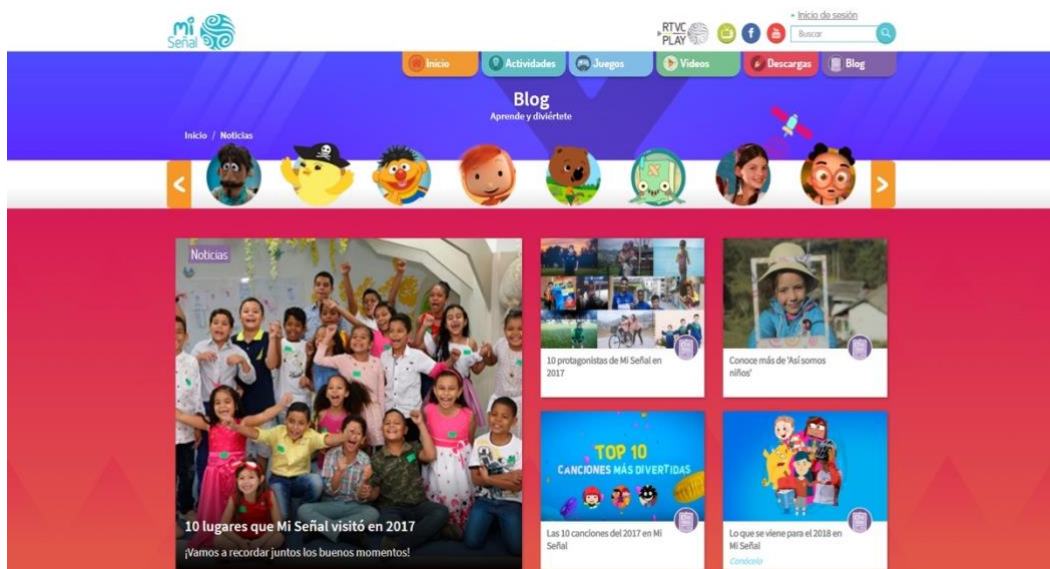 mi
Señal
RTVC
PLAY
Inicio de sesión
Buscar
Inicio
Actividades
Juegos
Videos
Descargas
Blog
Blog
Aprende y diviértete
Inicio / Noticias
Noticias
10 lugares que Mi Señal visitó en 2017
¡Vamos a recordar juntos los buenos momentos!
10 protagonistas de Mi Señal en
2017
Conoce más de 'Así somos
niños'
TOP 10
CANCIONES MÁS DIVERTIDAS
Las 10 canciones del 2017 en Mi
Señal
Lo que se viene para el 2018 en
Mi Señal
Conócelo